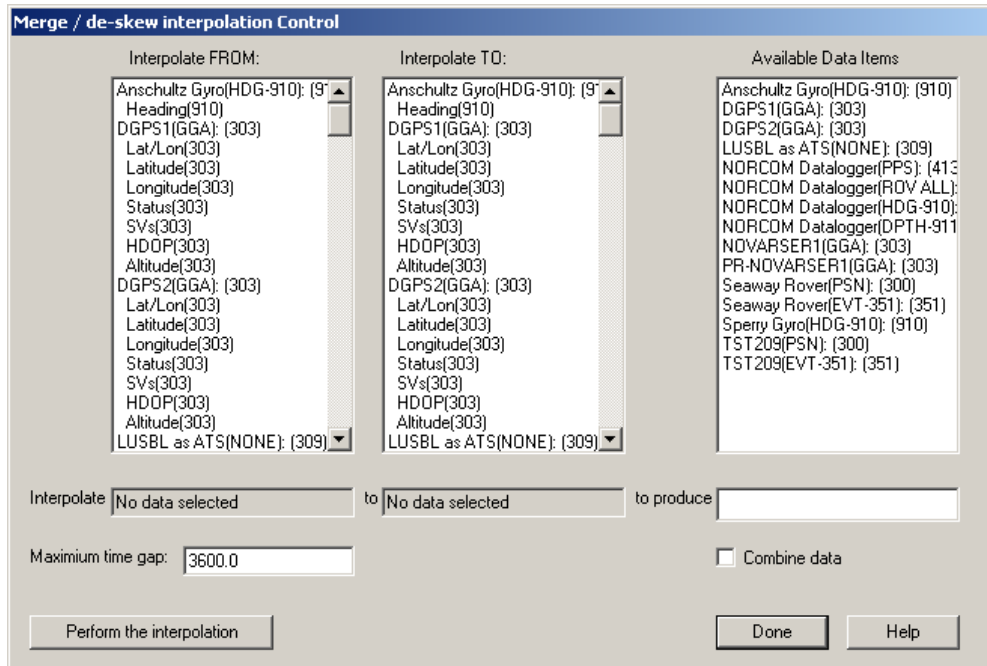 Merge / de-skew interpolation Control
Interpolate FROM:
Anschultz Gyro(HDG-910): (91
Heading(910)
DGPS1(GGA): (303)
Lat/Lon(303)
Latitude(303)
Longitude(303)
Status(303)
SVs(303)
HDOP(303)
Altitude(303)
DGPS2(GGA): (303)
Lat/Lon(303)
Latitude(303)
Longitude(303)
Status(303)
SVs(303)
HDOP(303)
Altitude(303)
LUSBL as ATS(NONE): (309)
Interpolate TO:
Anschultz Gyro(HDG-910): (91
Heading(910)
DGPS1(GGA): (303)
Lat/Lon(303)
Latitude(303)
Longitude(303)
Status(303)
SVs(303)
HDOP(303)
Altitude(303)
DGPS2(GGA): (303)
Lat/Lon(303)
Latitude(303)
Longitude(303)
Status(303)
SVs(303)
HDOP(303)
Altitude(303)
LUSBL as ATS(NONE): (309)
Available Data Items
Anschultz Gyro(HDG-910): (910)
DGPS1(GGA): (303)
DGPS2(GGA): (303)
LUSBL as ATS(NONE): (309)
NORCOM Datalogger(PPS): (413
NORCOM Datalogger(ROV ALL):
NORCOM Datalogger(HDG-910):
NORCOM Datalogger(DPTH-911
NOVARSER1(GGA): (303)
PR-NOVARSER1(GGA): (303)
Seaway Rover(PSN): (300)
Seaway Rover(EVT-351): (351)
Sperry Gyro(HDG-910): (910)
TST209(PSN): (300)
TST209(EVT-351): (351)
Interpolate No data selected to No data selected to produce
Maximium time gap: 3600.0
Combine data
Perform the interpolation
Done
Help